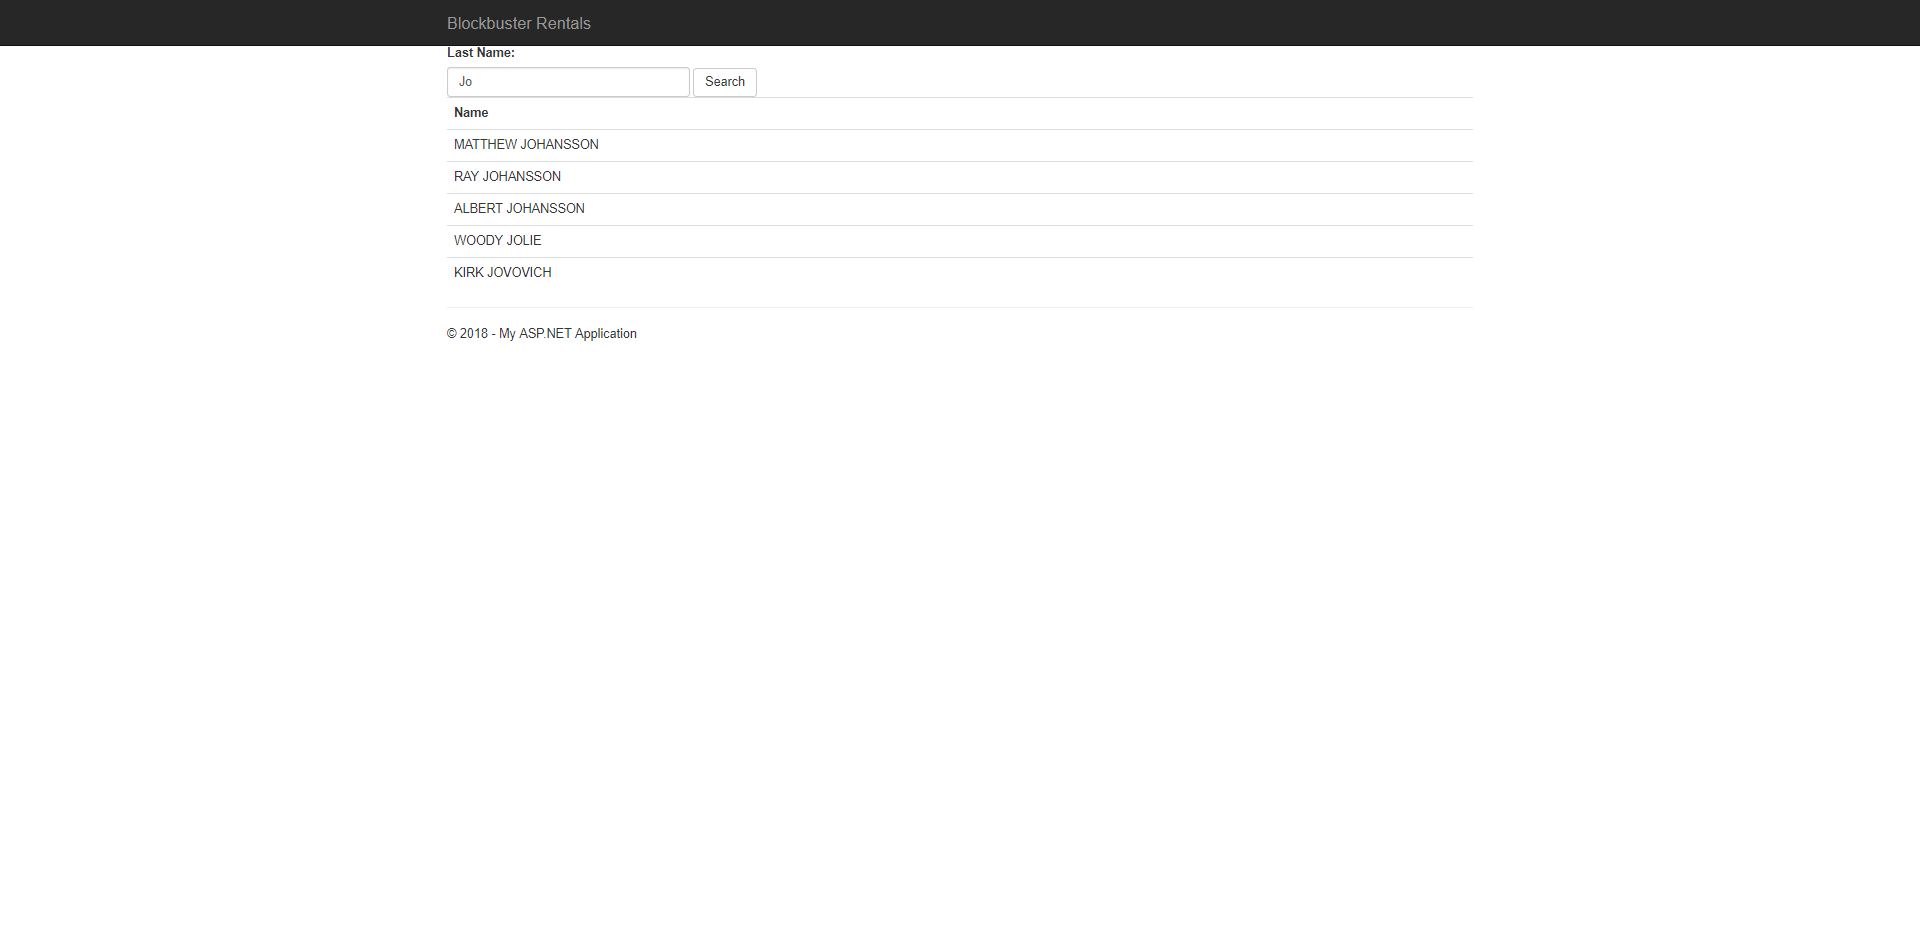 Blockbuster Rentals
Last Name:
Jo Search
Name
MATTHEW JOHANSSON
RAY JOHANSSON
ALBERT JOHANSSON
WOODY JOLIE
KIRK JOVOVICH
© 2018 - My ASP.NET Application